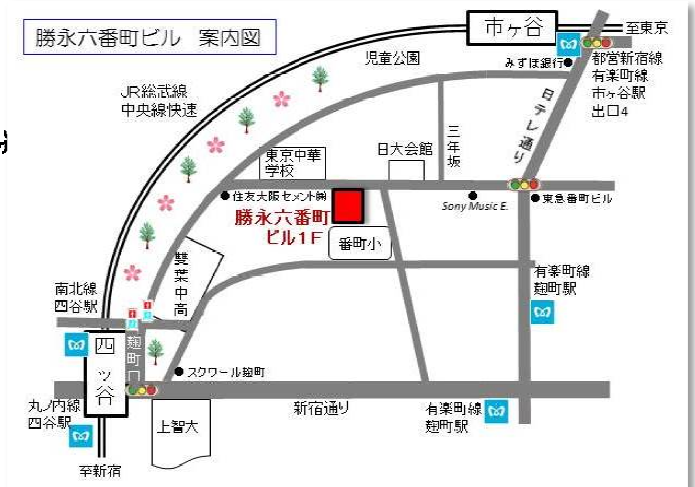 勝永六番町ビル 案内図
市ヶ谷
至東京
都営新宿線
有楽町線
市ヶ谷駅
出口4
みずほ銀行
児童公園
JR総武線
中央線快速
日テレ通り
三年坂
日大会館
東京中華
学校
住友大阪セメント㈱
勝永六番町
ビル1F
番町小
Sony Music E.
東急番町ビル
雙葉中高
有楽町線
麹町駅
南北線
四谷駅
四ッ谷
麹町口
スクワール麹町
丸ノ内線
四谷駅
上智大
新宿通り
有楽町線
麹町駅
至新宿